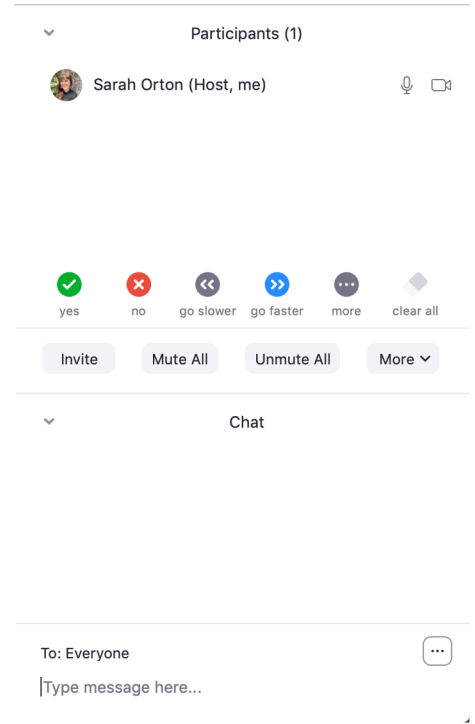 Participants (1)
Sarah Orton (Host, me)
yes no go slower go faster more clear all
Invite Mute All Unmute All More
Chat
To: Everyone
Type message here...